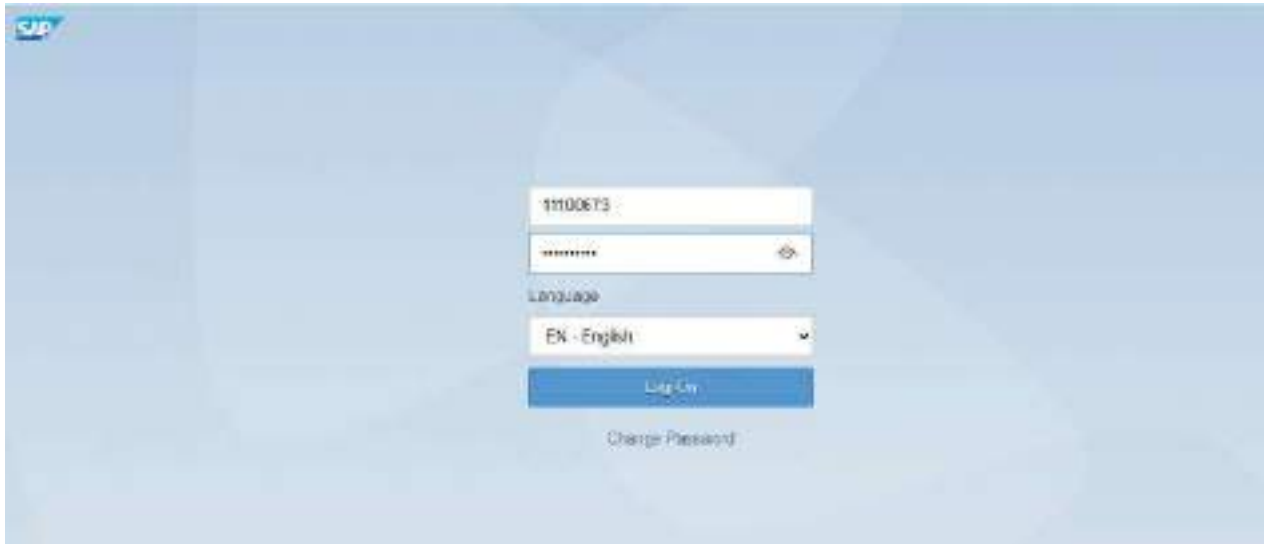 SAP
11100673
••••••••••
Language
EN - English
Log On
Change Password